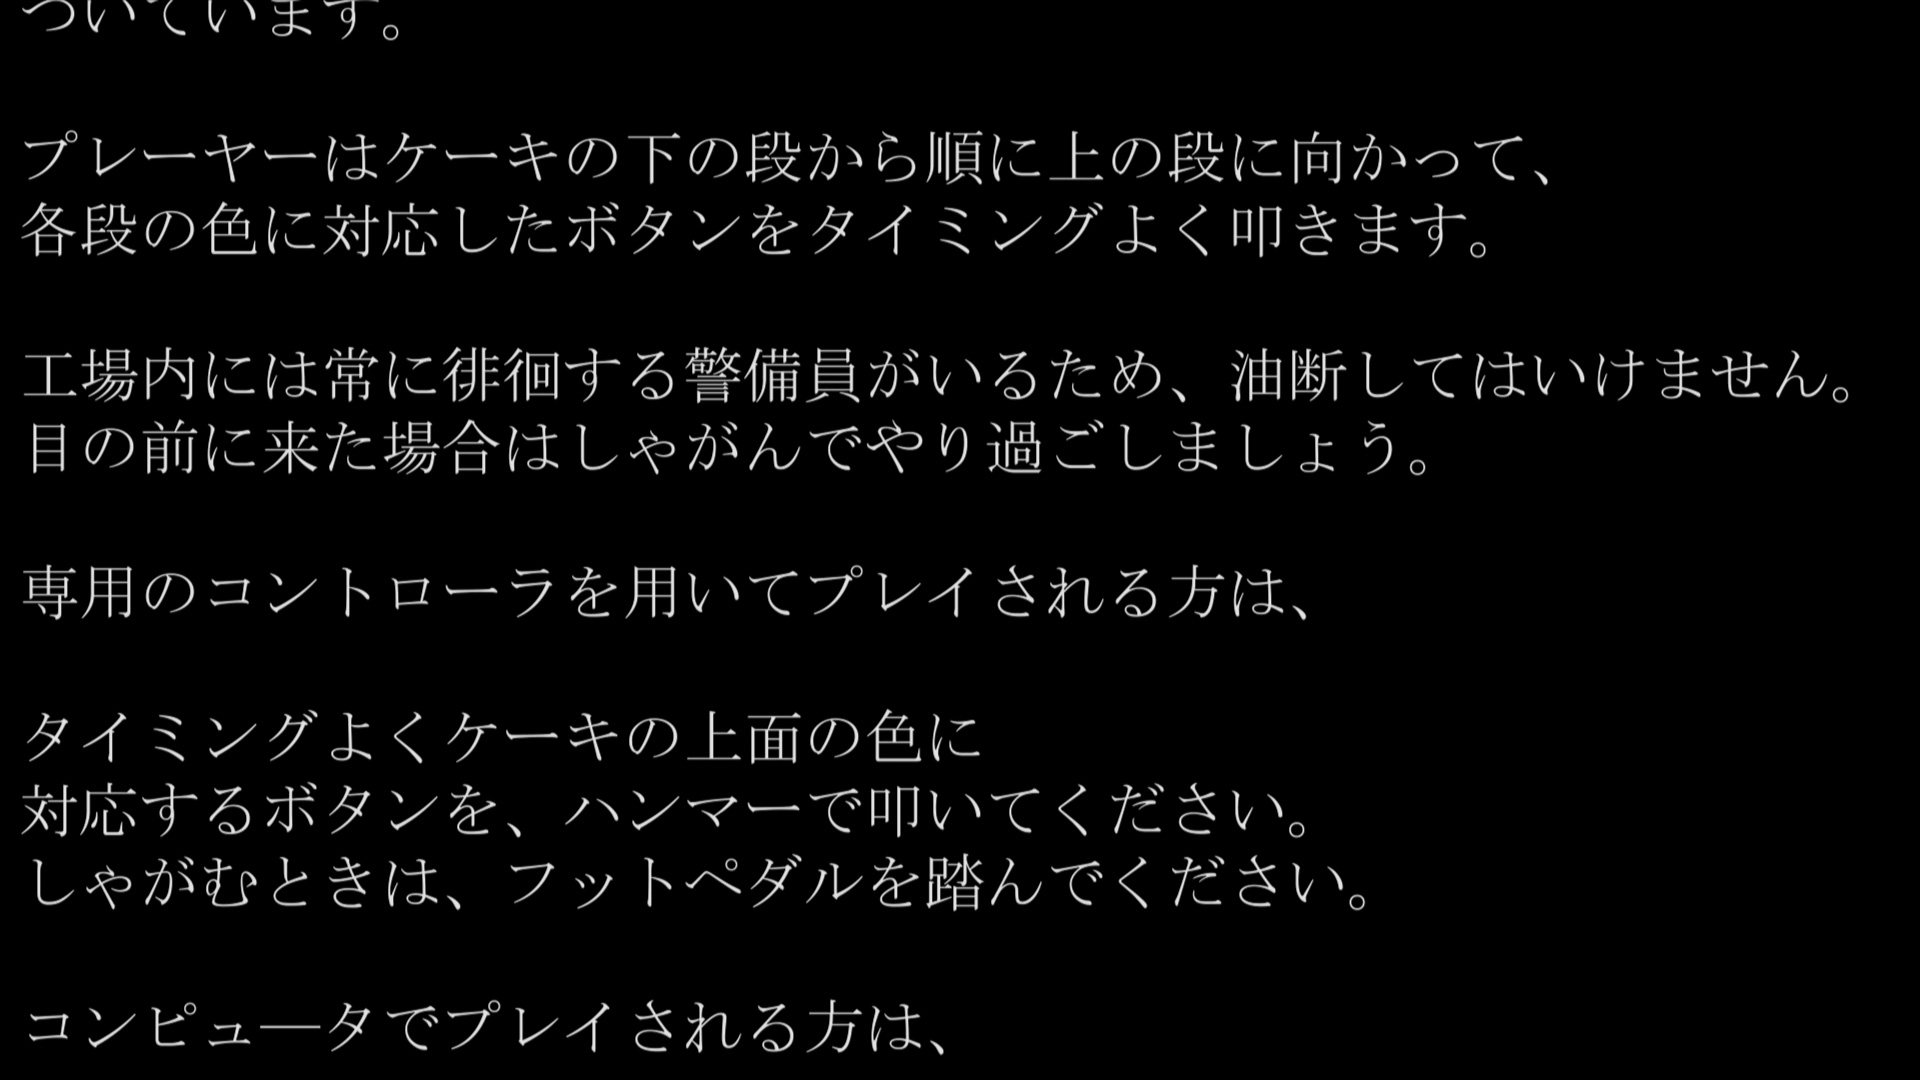 づいています。
プレーヤーはケーキの下の段から順に上の段に向かって、
各段の色に対応したボタンをタイミングよく叩きます。
工場内には常に徘徊する警備員がいるため、油断してはいけません。
目の前に来た場合はしゃがんでやり過ごしましょう。
専用のコントローラを用いてプレイされる方は、
タイミングよくケーキの上面の色に
対応するボタンを、ハンマーで叩いてください。
しゃがむときは、フットペダルを踏んでください。
コンピュ―タでプレイされる方は、